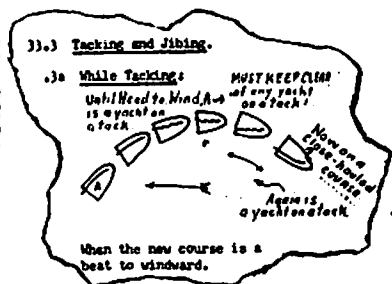 33.3 Tacking and Jibing.
.3a While Tacking:
Until Head to Wind, A
is a yacht on
a tack
MUST KEEP CLEAR
of any yacht
on a tack!
Now on a
close-hauled
course
A
Again is
a yacht on a tack
When the new course is a
beat to windward.